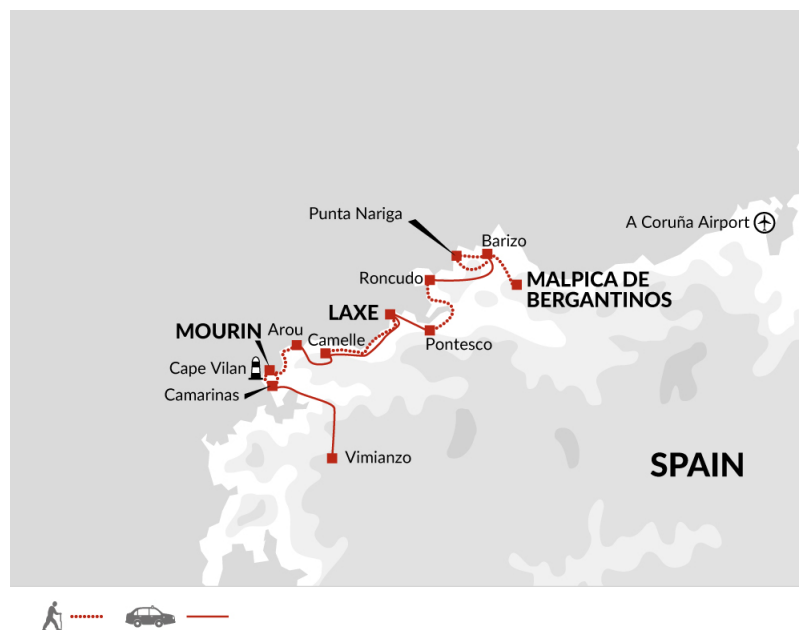 Punta Nariga
A Coruña Airport
Barizo
Roncudo
MALPICA DE
BERGANTINOS
LAXE
MOURIN
Arou
Camelle
Pontesco
Cape Vilan
Camarinas
Vimianzo
SPAIN